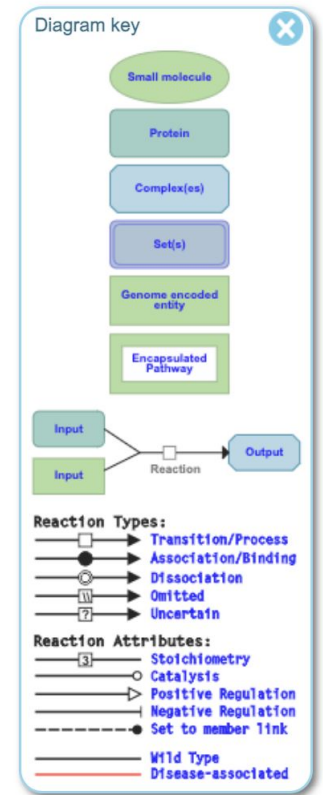 Diagram key
Small molecule
Protein
Complex(es)
Set(s)
Genome encoded
entity
Encapsulated
Pathway
Input
Input
Reaction
Output
Reaction Types:
Transition/Process
Association/Binding
Dissociation
\\ Omitted
? Uncertain
Reaction Attributes:
3 Stoichiometry
Catalysis
Positive Regulation
Negative Regulation
Set to member link
Wild Type
Disease-associated